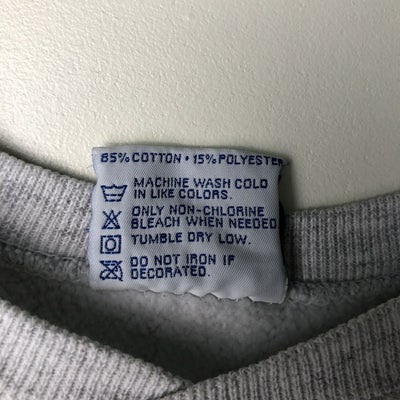 85% COTTON • 15% POLYESTER
MACHINE WASH COLD
IN LIKE COLORS.
ONLY NON-CHLORINE
BLEACH WHEN NEEDED
TUMBLE DRY LOW.
DO NOT IRON IF
DECORATED.